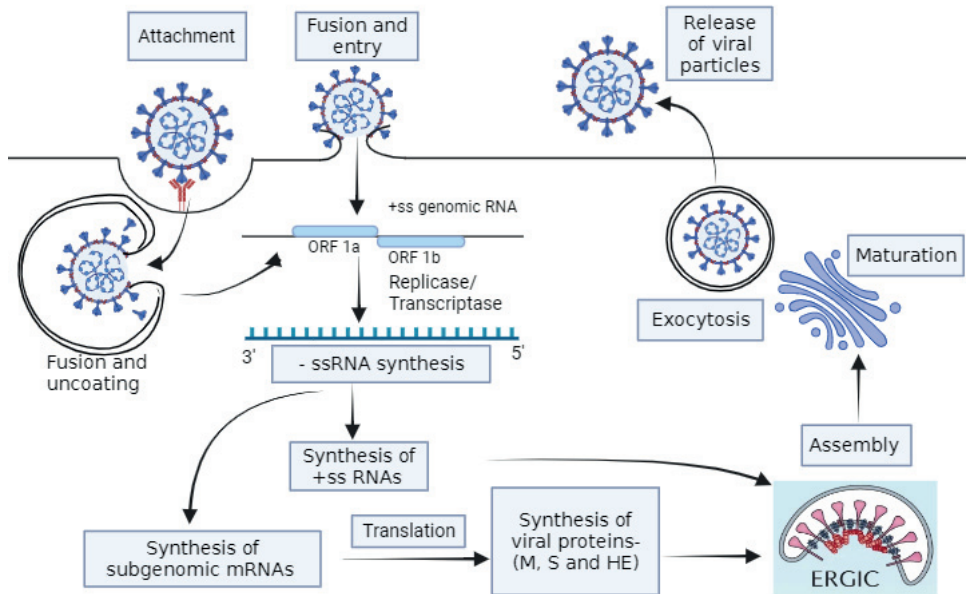 Attachment
Fusion and
entry
Release
of viral
particles
+ss genomic RNA
ORF 1a
ORF 1b
Replicase/
Transcriptase
Maturation
Exocytosis
Fusion and
uncoating
3'
5'
- ssRNA synthesis
Synthesis of
+ss RNAs
Assembly
Synthesis of
subgenomic mRNAs
Translation
Synthesis of
viral proteins-
(M, S and HE)
ERGIC